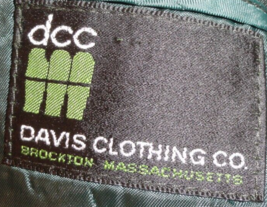 dcc
DAVIS CLOTHING CO.
BROCKTON MASSACHUSETTS